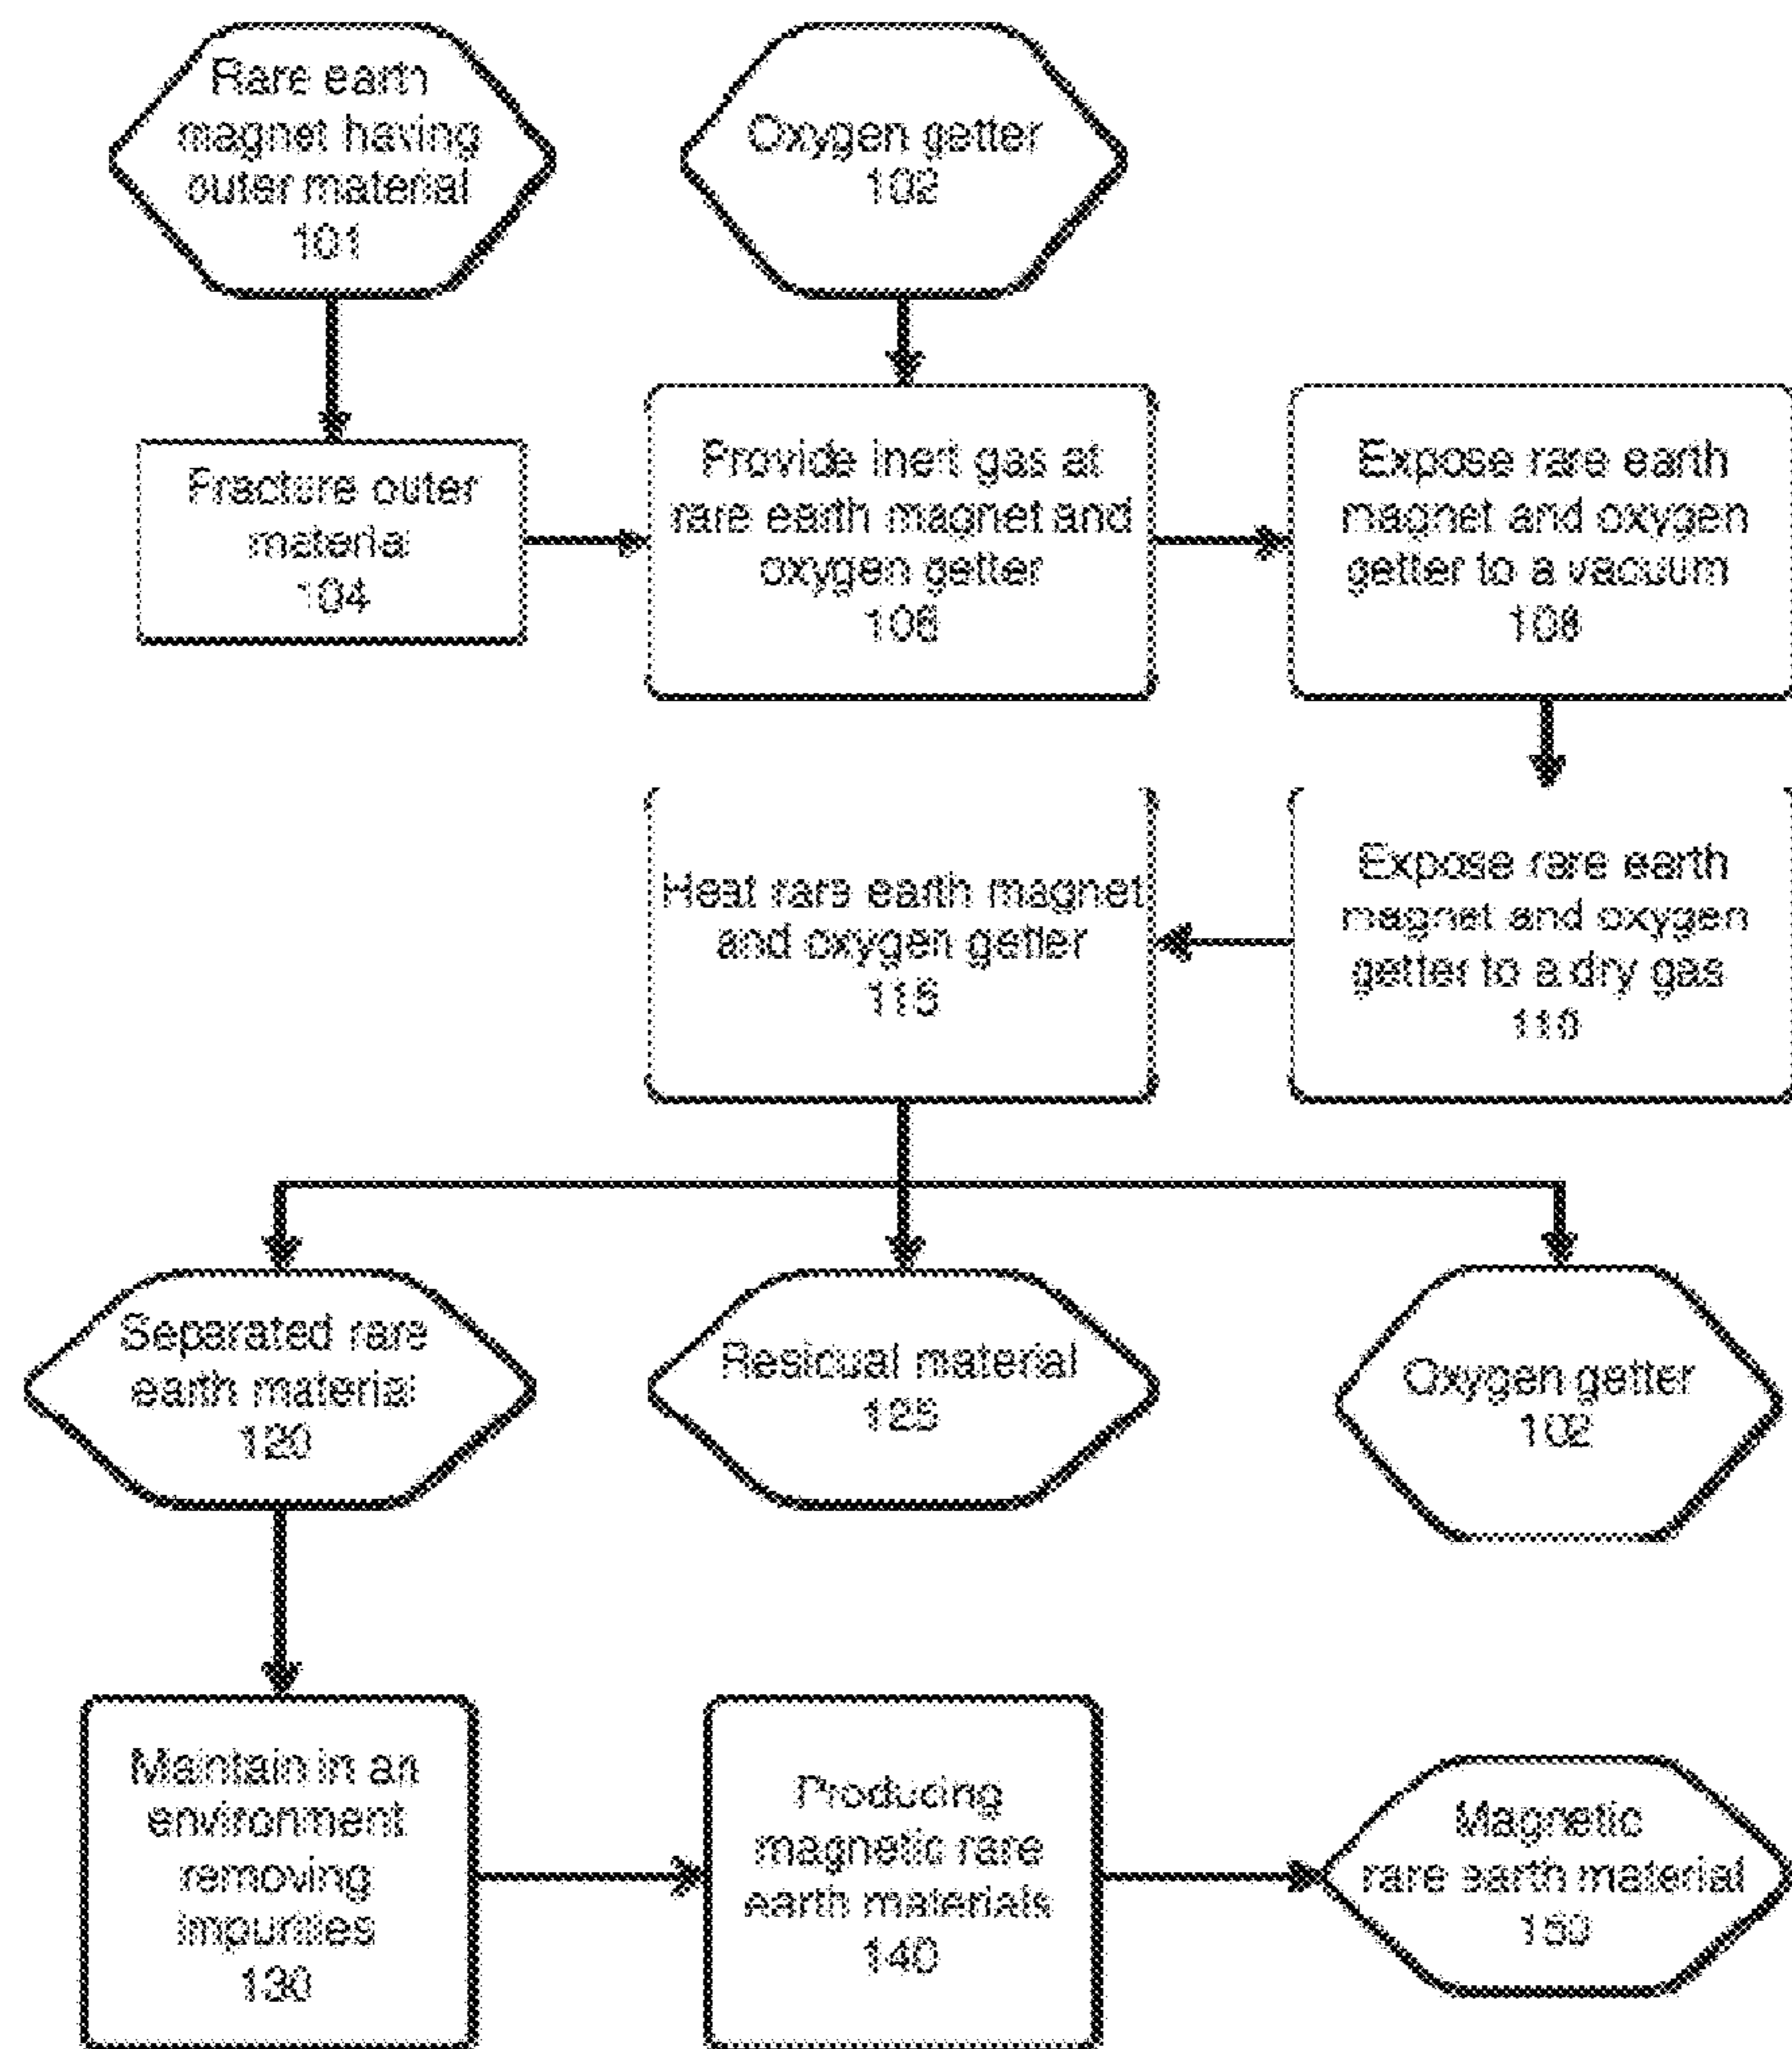 Rare earth
magnet having
outer material
101
Oxygen getter
102
Fracture outer
material
104
Provide inert gas at
rare earth magnet and
oxygen getter
106
Expose rare earth
magnet and oxygen
getter to a vacuum
108
Heat rare earth magnet
and oxygen getter
115
Expose rare earth
magnet and oxygen
getter to a dry gas
110
Separated rare
earth material
120
Residual material
125
Oxygen getter
102
Maintain in an
environment
removing
impurities
130
Producing
magnetic rare
earth materials
140
Magnetic
rare earth material
150